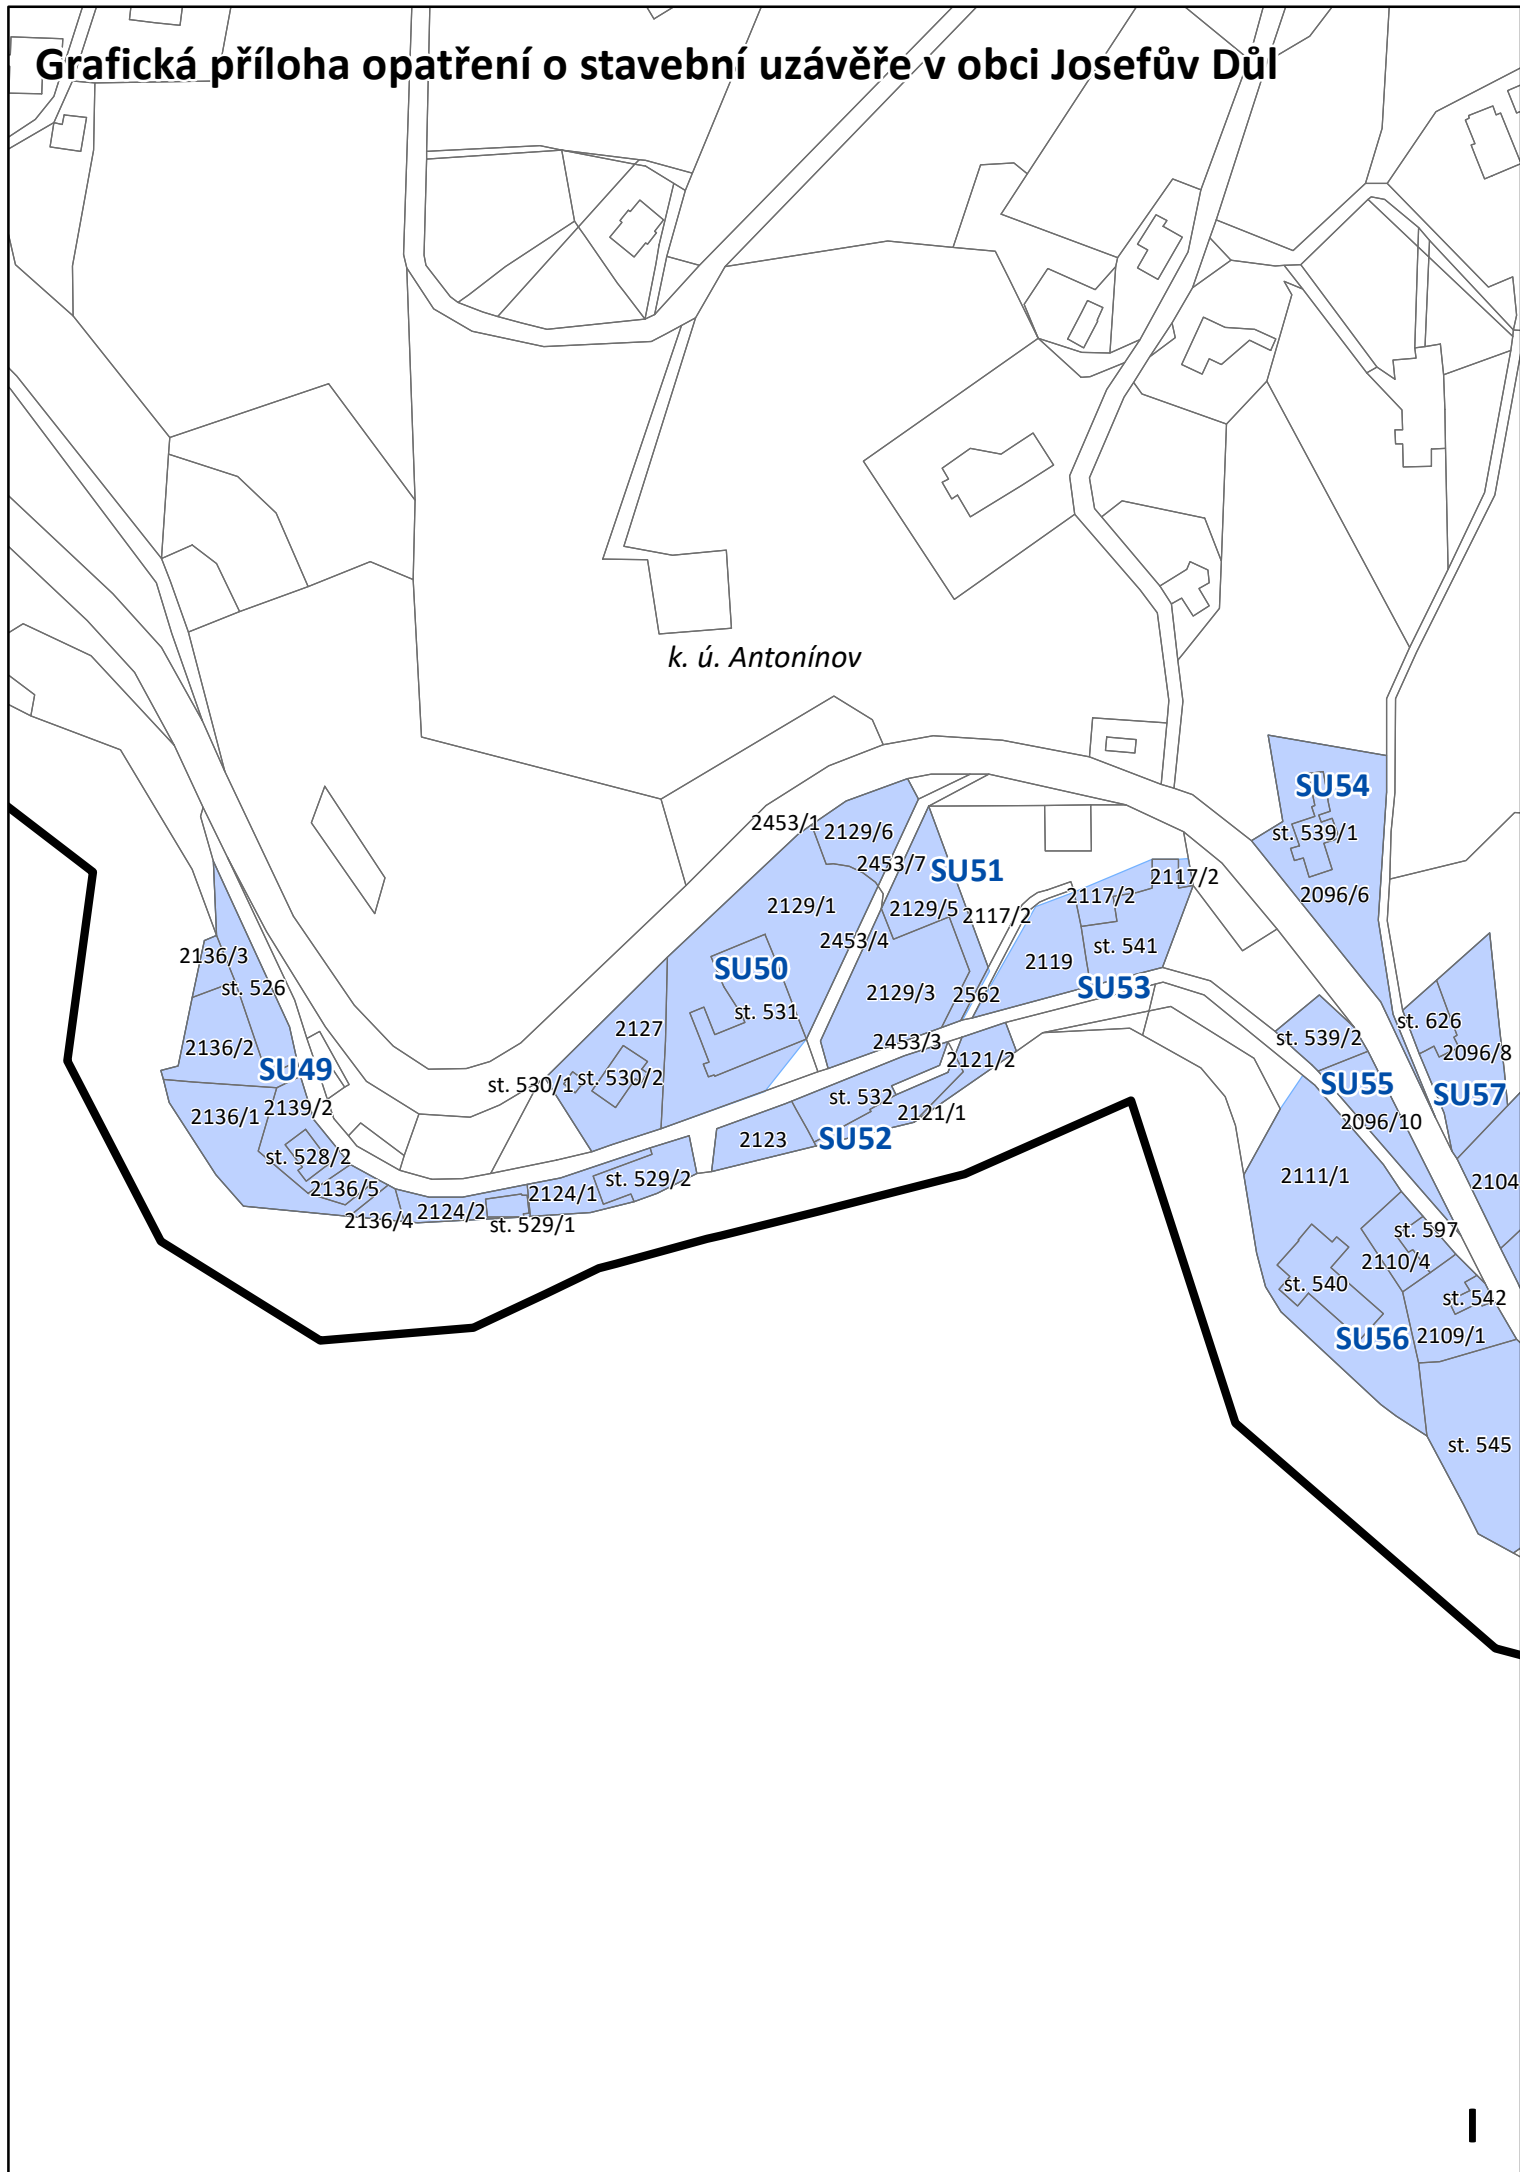 Grafická příloha opatření o stavební uzávěře v obci Josefův Důl
k. ú. Antonínov
SU54
2453/1
2129/6
st. 539/1
2453/7
SU51
2117/2
2117/2
2096/6
2129/1
2129/5
2117/2
2453/4
st. 541
2136/3
SU50
2119
st. 526
SU53
2129/3
2562
st. 531
st. 626
2127
st. 539/2
2136/2
2453/3
2096/8
2121/2
SU49
st. 530/1
st. 530/2
SU55
SU57
st. 532
2139/2
2136/1
2121/1
2096/10
2123
SU52
st. 528/2
2111/1
st. 529/2
2104
2136/5
2124/1
2124/2
2136/4
st. 529/1
st. 597
2110/4
st. 540
st. 542
SU56
2109/1
st. 545
I